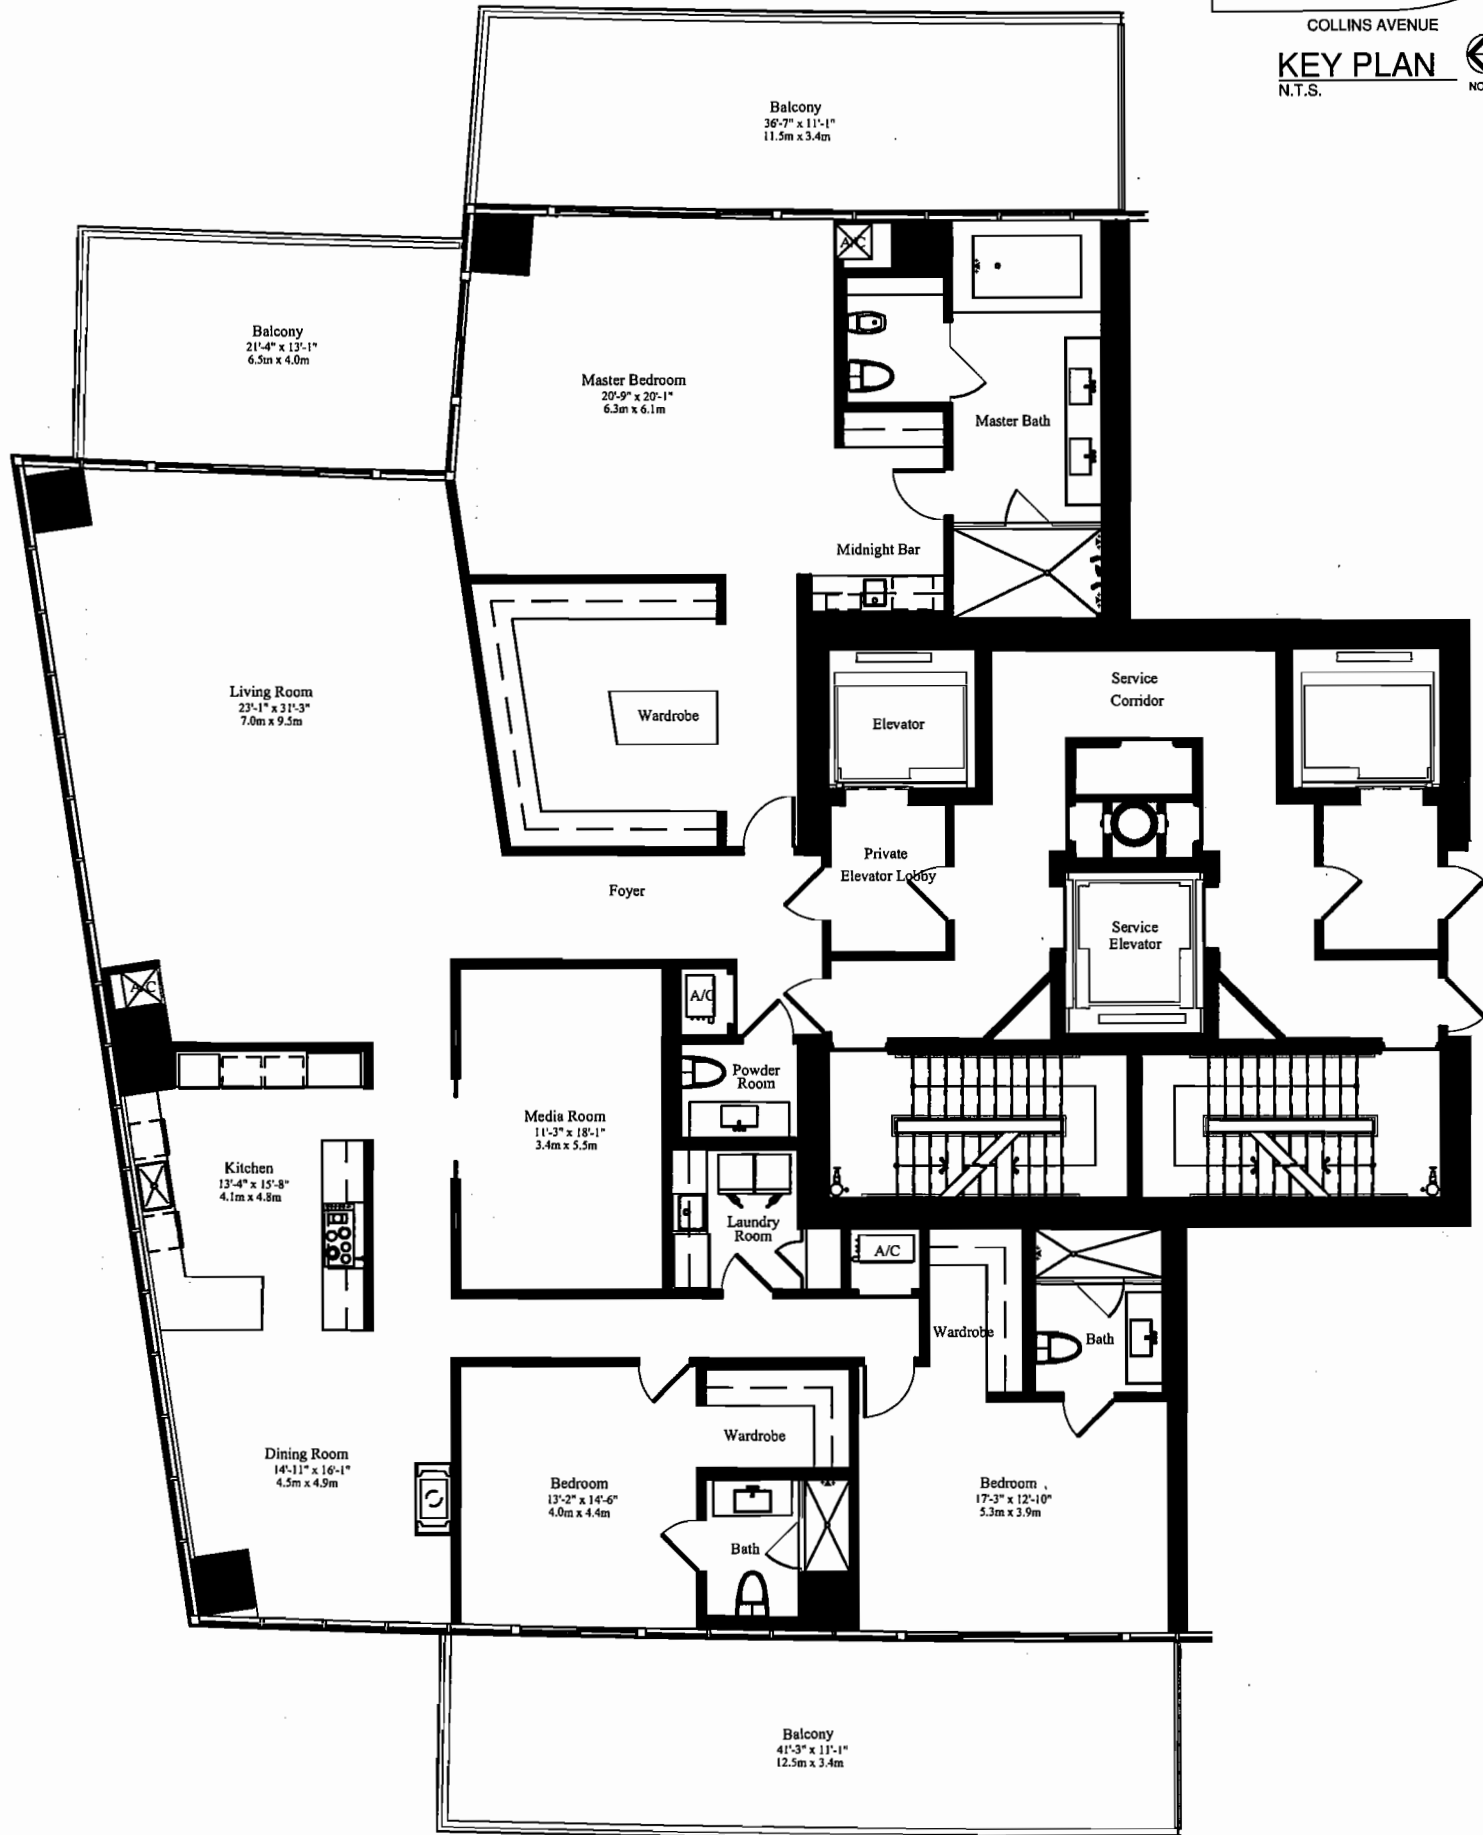 COLLINS AVENUE
KEY PLAN
N.T.S.
Balcony
36'-7" x 11'-1"
11.5m x 3.4m
Balcony
21'-4" x 13'-1"
6.5m x 4.0m
A/C
Master Bedroom
20'-9" x 20'-1"
6.3m x 6.1m
Master Bath
Midnight Bar
Living Room
23'-1" x 31'-3"
7.0m x 9.5m
Wardrobe
Elevator
Service
Corridor
Private
Elevator Lobby
Foyer
Service
Elevator
A/C
A/C
Powder
Room
Media Room
11'-3" x 18'-1"
3.4m x 5.5m
Kitchen
13'-4" x 15'-8"
4.1m x 4.8m
Laundry
Room
A/C
Wardrobe
Bath
Dining Room
14'-11" x 16'-1"
4.5m x 4.9m
Wardrobe
Bedroom
13'-2" x 14'-6"
4.0m x 4.4m
Bedroom
17'-3" x 12'-10"
5.3m x 3.9m
Bath
Balcony
41'-3" x 11'-1"
12.5m x 3.4m